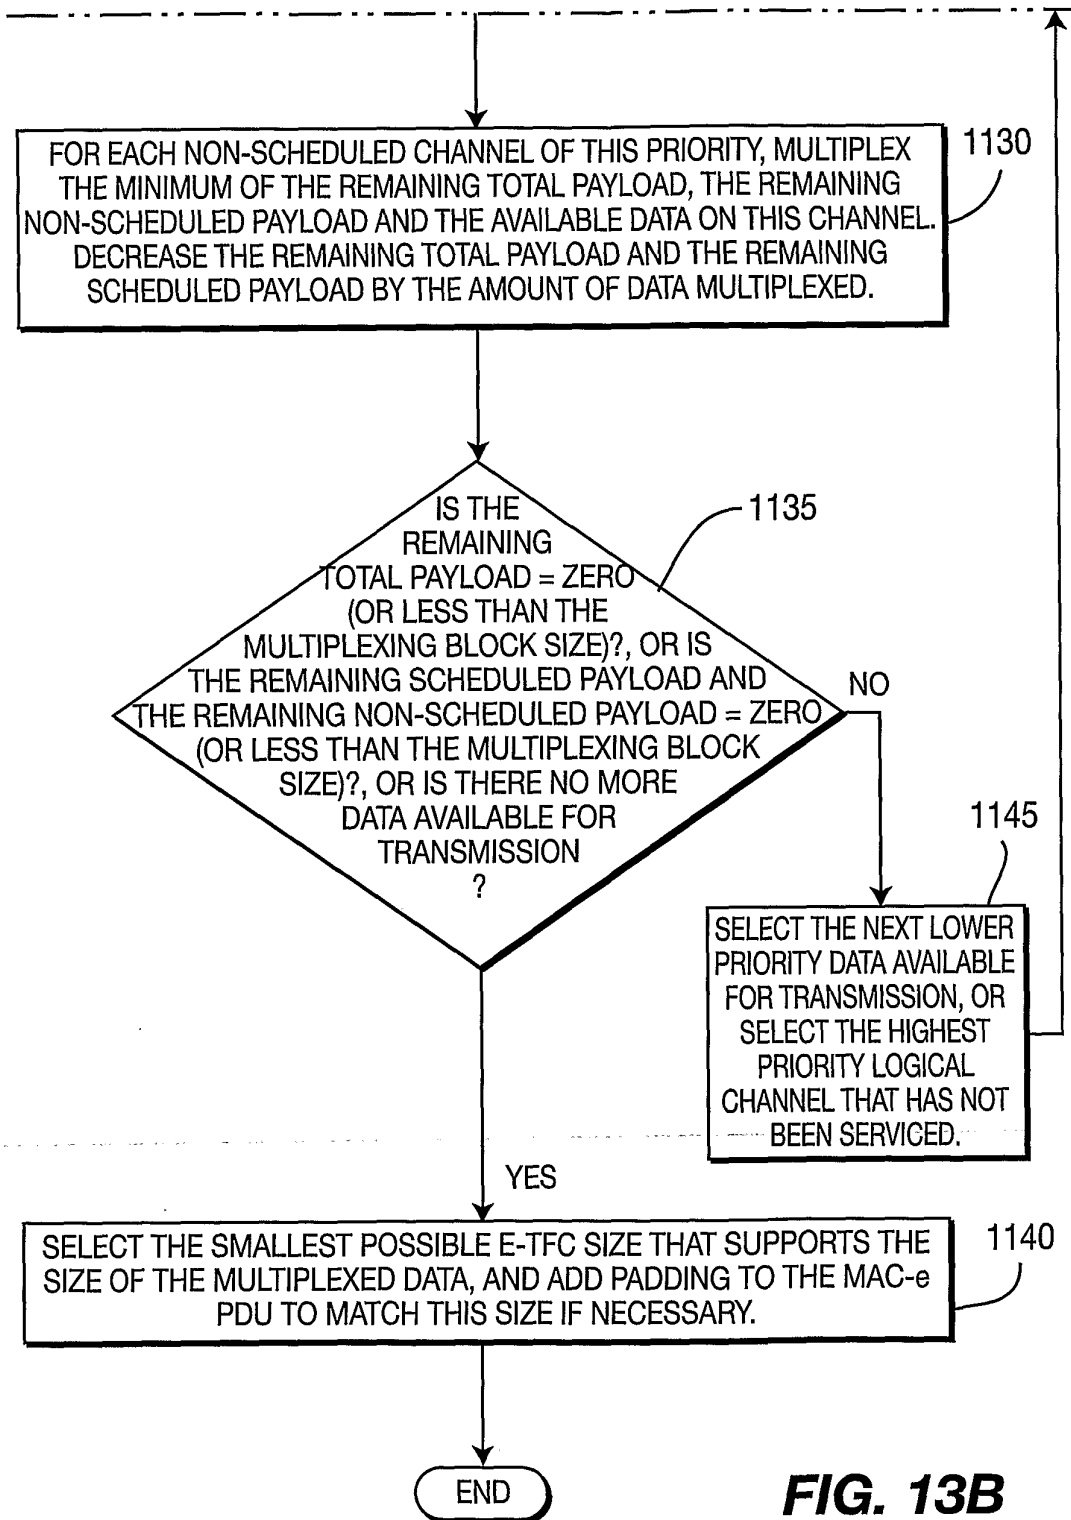 FOR EACH NON-SCHEDULED CHANNEL OF THIS PRIORITY, MULTIPLEX
THE MINIMUM OF THE REMAINING TOTAL PAYLOAD, THE REMAINING
NON-SCHEDULED PAYLOAD AND THE AVAILABLE DATA ON THIS CHANNEL.
DECREASE THE REMAINING TOTAL PAYLOAD AND THE REMAINING
SCHEDULED PAYLOAD BY THE AMOUNT OF DATA MULTIPLEXED.
1130
IS THE
REMAINING
TOTAL PAYLOAD = ZERO
(OR LESS THAN THE
MULTIPLEXING BLOCK SIZE)?, OR IS
THE REMAINING SCHEDULED PAYLOAD AND
THE REMAINING NON-SCHEDULED PAYLOAD = ZERO
(OR LESS THAN THE MULTIPLEXING BLOCK
SIZE)?, OR IS THERE NO MORE
DATA AVAILABLE FOR
TRANSMISSION
?
1135
NO
1145
SELECT THE NEXT LOWER
PRIORITY DATA AVAILABLE
FOR TRANSMISSION, OR
SELECT THE HIGHEST
PRIORITY LOGICAL
CHANNEL THAT HAS NOT
BEEN SERVICED.
YES
SELECT THE SMALLEST POSSIBLE E-TFC SIZE THAT SUPPORTS THE
SIZE OF THE MULTIPLEXED DATA, AND ADD PADDING TO THE MAC-e
PDU TO MATCH THIS SIZE IF NECESSARY.
1140
END
FIG. 13B